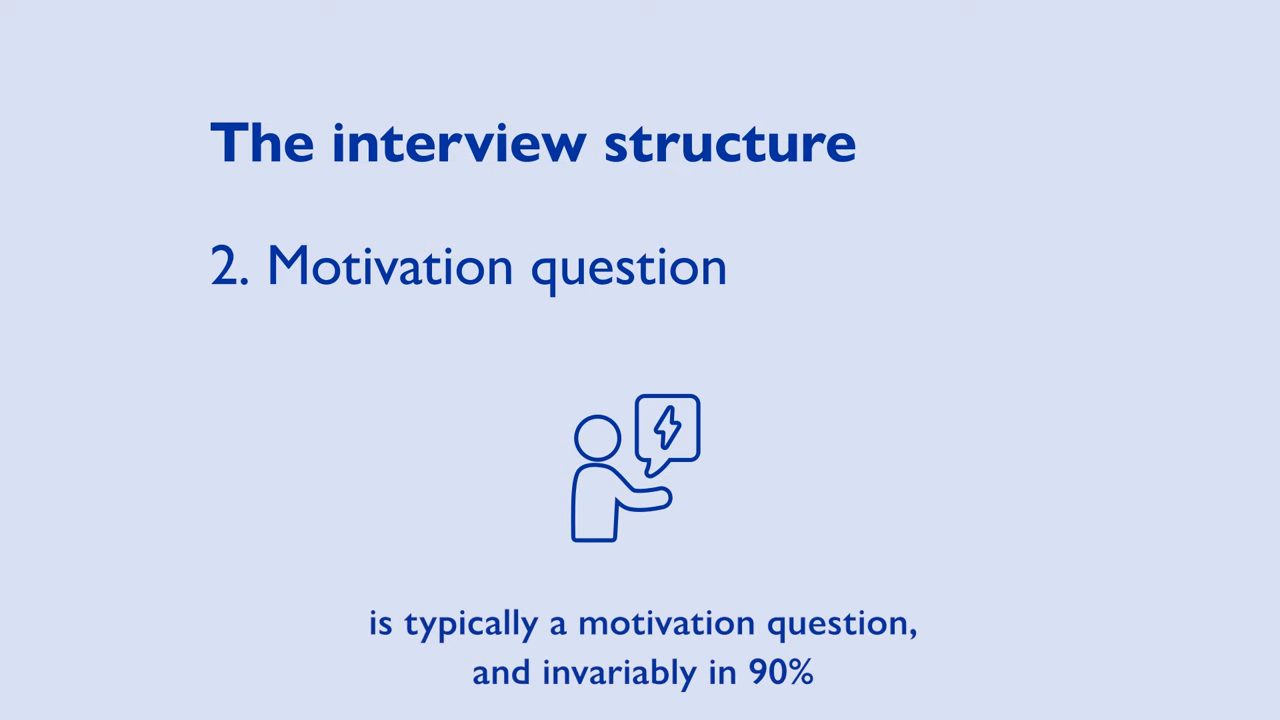 The interview structure
2. Motivation question
is typically a motivation question,
and invariably in 90%